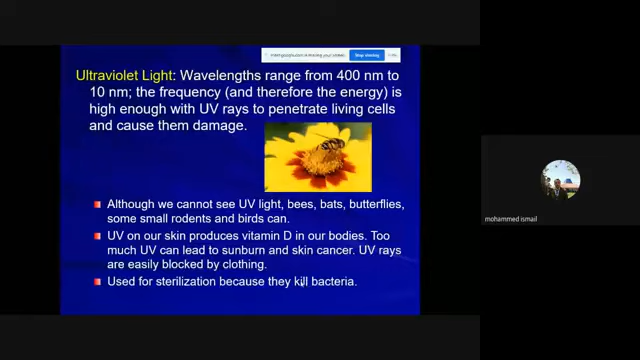 Stop sharing
Ultraviolet Light: Wavelengths range from 400 nm to
10 nm; the frequency (and therefore the energy) is
high enough with UV rays to penetrate living cells
and cause them damage.
Although we cannot see UV light, bees, bats, butterflies,
some small rodents and birds can.
UV on our skin produces vitamin D in our bodies. Too
much UV can lead to sunburn and skin cancer. UV rays
are easily blocked by clothing.
Used for sterilization because they kill bacteria.
mohammed ismail